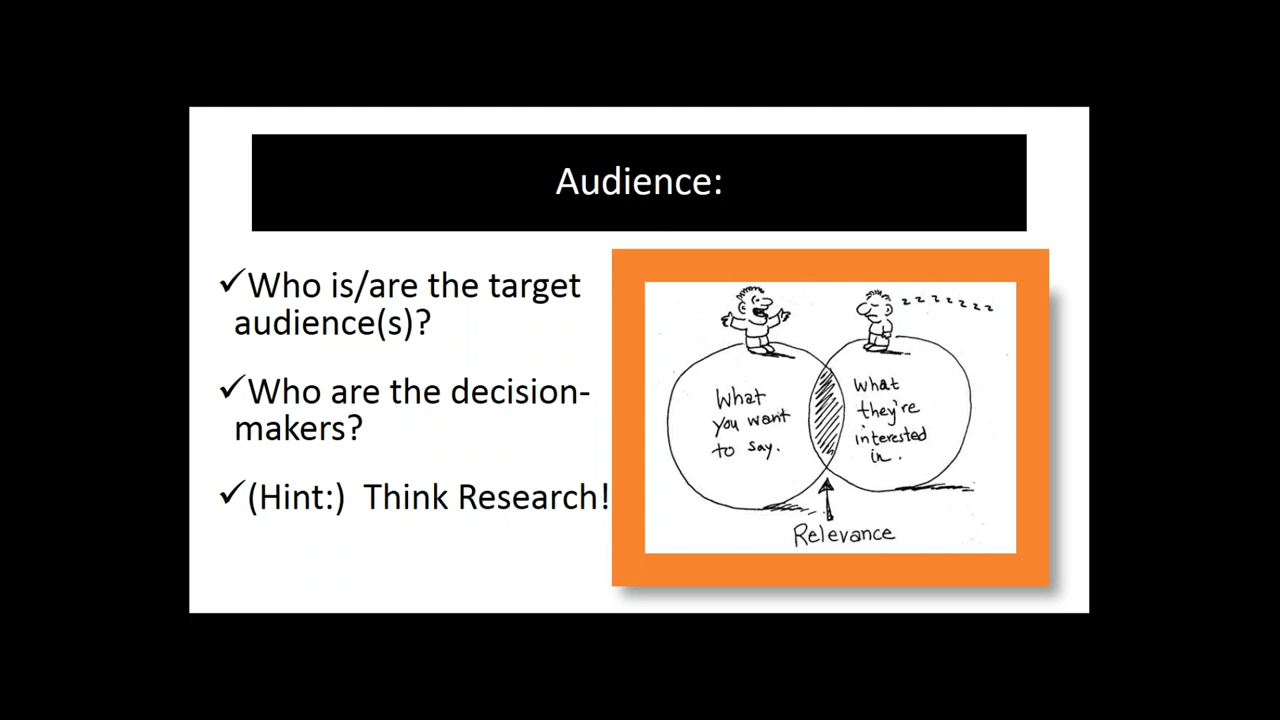 Audience:
✓Who is/are the target
audience(s)?
✓Who are the decision-
makers?
✓(Hint:) Think Research!
z z z z z z z z
What
you want
to say.
What
they're
interested
in.
Relevance